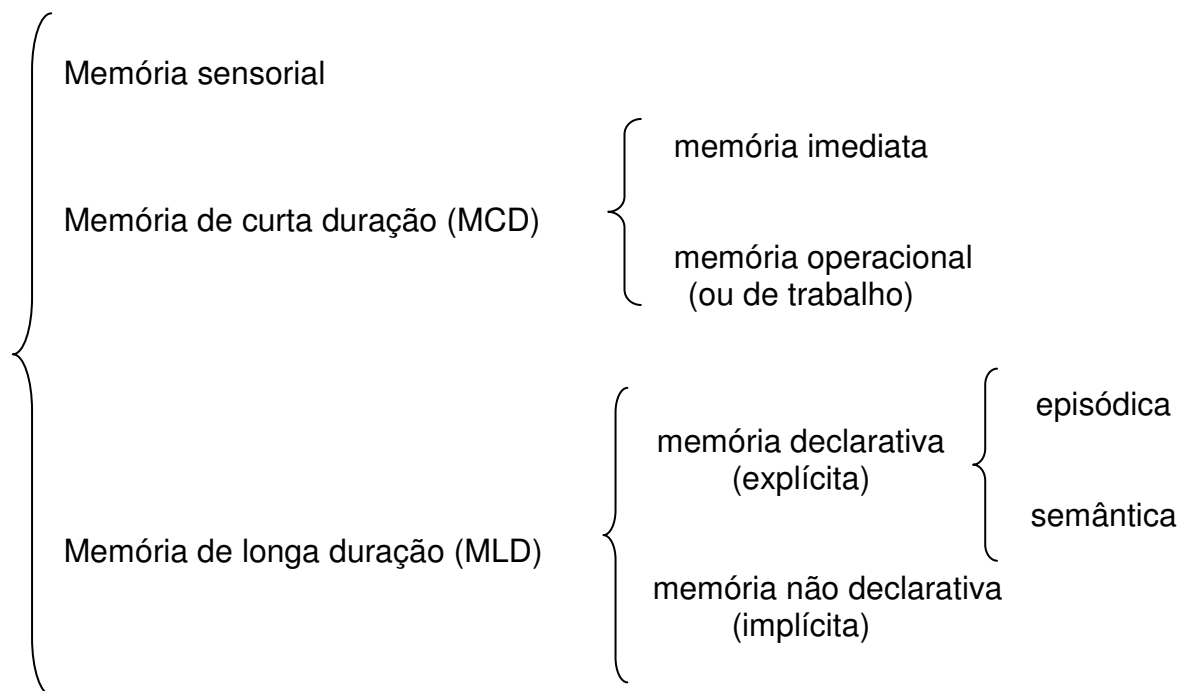 Memória sensorial
memória imediata
Memória de curta duração (MCD)
memória operacional
(ou de trabalho)
episódica
memória declarativa
(explícita)
semântica
Memória de longa duração (MLD)
memória não declarativa
(implícita)